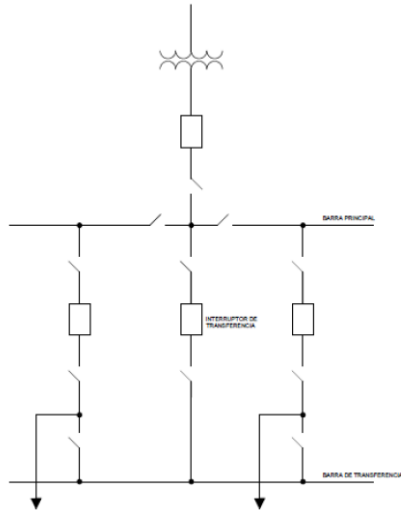 BARRA PRINCIPAL
INTERRUPTOR DE
TRANSFERENCIA
BARRA DE TRANSFERENCIA